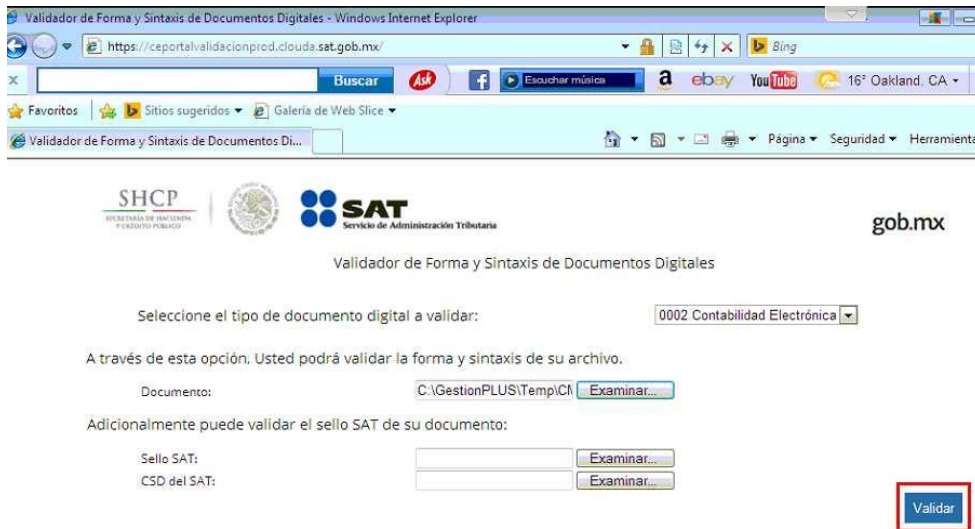 Validador de Forma y Sintaxis de Documentos Digitales - Windows Internet Explorer
https://ceportalvalidacionprod.clouda.sat.gob.mx/ Bing
x Buscar Ask f Escuchar música a ebay YouTube 16° Oakland, CA
Favoritos Sitios sugeridos Galería de Web Slice
Validador de Forma y Sintaxis de Documentos Di... Página Seguridad Herramienta
SHCP SAT
SECRETARÍA DE HACIENDA
Y CRÉDITO PÚBLICO
Servicio de Administración Tributaria
gob.mx
Validador de Forma y Sintaxis de Documentos Digitales
Seleccione el tipo de documento digital a validar: 0002 Contabilidad Electrónica
A través de esta opción, Usted podrá validar la forma y sintaxis de su archivo.
Documento: C:\GestionPLUS\Temp\C Examinar...
Adicionalmente puede validar el sello SAT de su documento:
Sello SAT: Examinar...
CSD del SAT: Examinar...
Validar